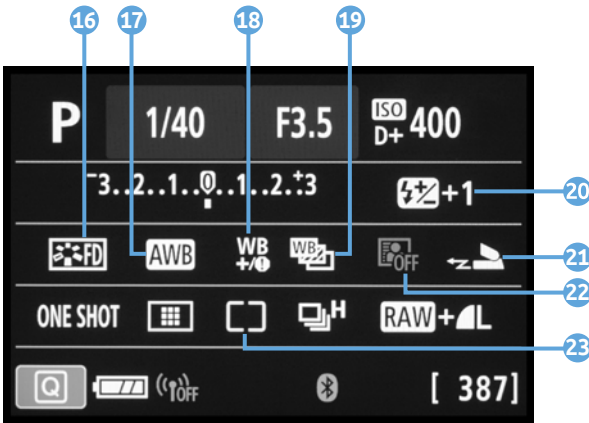 16 17 18 19
P 1/40 F3.5 ISO D+ 400
-3..2..1..0..1..2.+3 +1 20
FD AWB WB +/- WB OFF 21
22
ONE SHOT H RAW+L
23
Q OFF [ 387]